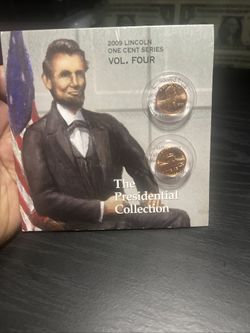 2009 LINCOLN
ONE CENT SERIES
VOL. FOUR
The
Presidential
Collection